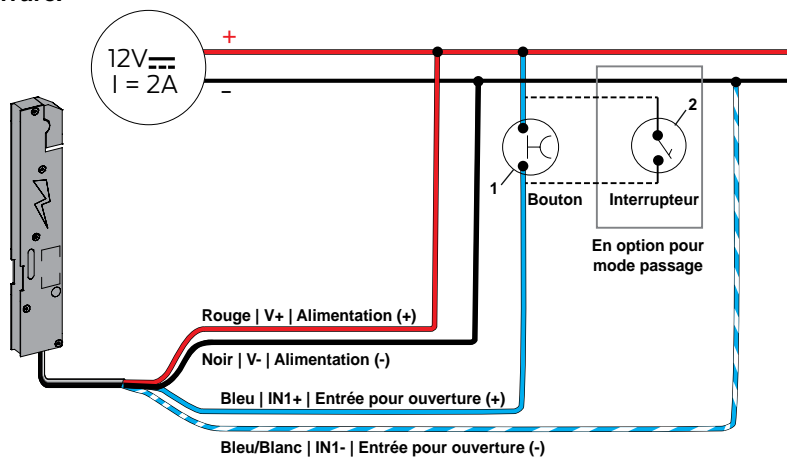 +
12V
I = 2A
–
2
1
Bouton
Interrupteur
En option pour
mode passage
Rouge | V+ | Alimentation (+)
Noir | V- | Alimentation (-)
Bleu | IN1+ | Entrée pour ouverture (+)
Bleu/Blanc | IN1- | Entrée pour ouverture (-)